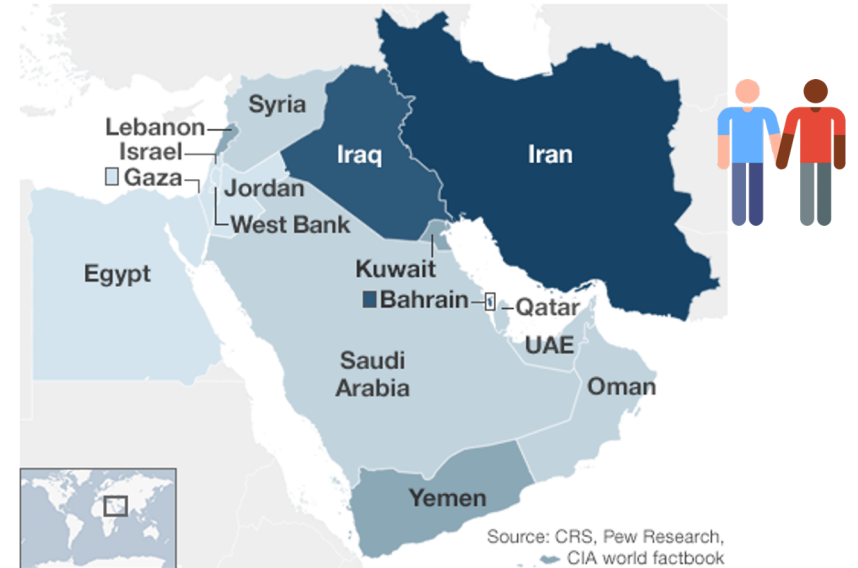 Syria
Lebanon
Israel
Gaza
Iraq
Iran
Jordan
West Bank
Egypt
Kuwait
Bahrain
Qatar
UAE
Saudi
Arabia
Oman
Yemen
Source: CRS, Pew Research,
CIA world factbook